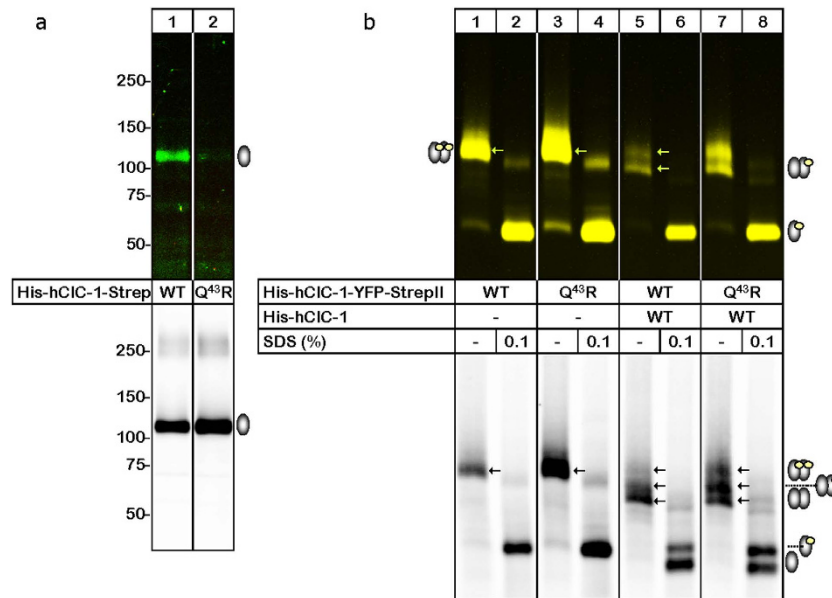 a
b
1 2
1 2 3 4 5 6 7 8
250-
150-
100-
75-
50-
His-hClC-1-Strep WT Q⁴³R
His-hClC-1-YFP-StrepII WT Q⁴³R WT Q⁴³R
His-hClC-1 - - WT WT
SDS (%) - 0.1 - 0.1 - 0.1 - 0.1
250-
150-
100-
75-
50-